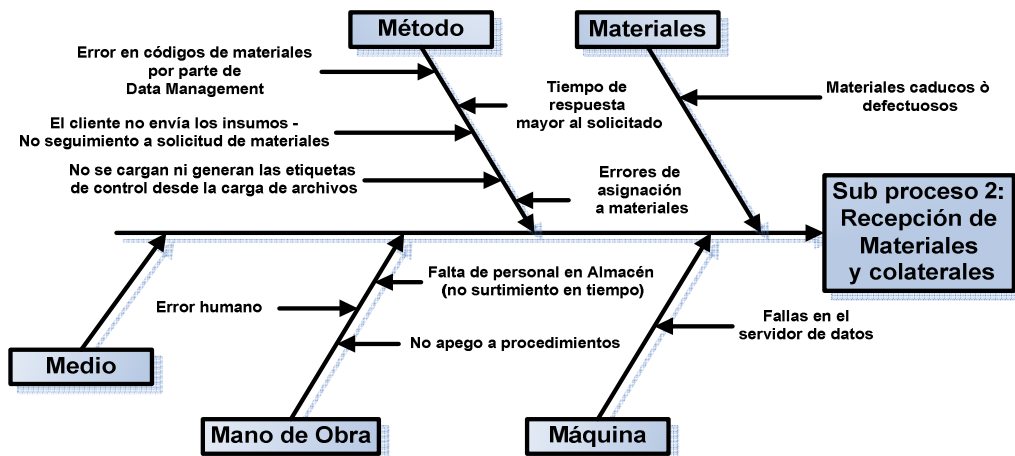 Método
Materiales
Error en códigos de materiales
por parte de
Data Management
Tiempo de
respuesta
mayor al solicitado
Materiales caducos ò
defectuosos
El cliente no envía los insumos -
No seguimiento a solicitud de materiales
No se cargan ni generan las etiquetas
de control desde la carga de archivos
Errores de
asignación
a materiales
Sub proceso 2:
Recepción de
Materiales
y colaterales
Falta de personal en Almacén
(no surtimiento en tiempo)
Error humano
No apego a procedimientos
Fallas en el
servidor de datos
Medio
Mano de Obra
Máquina